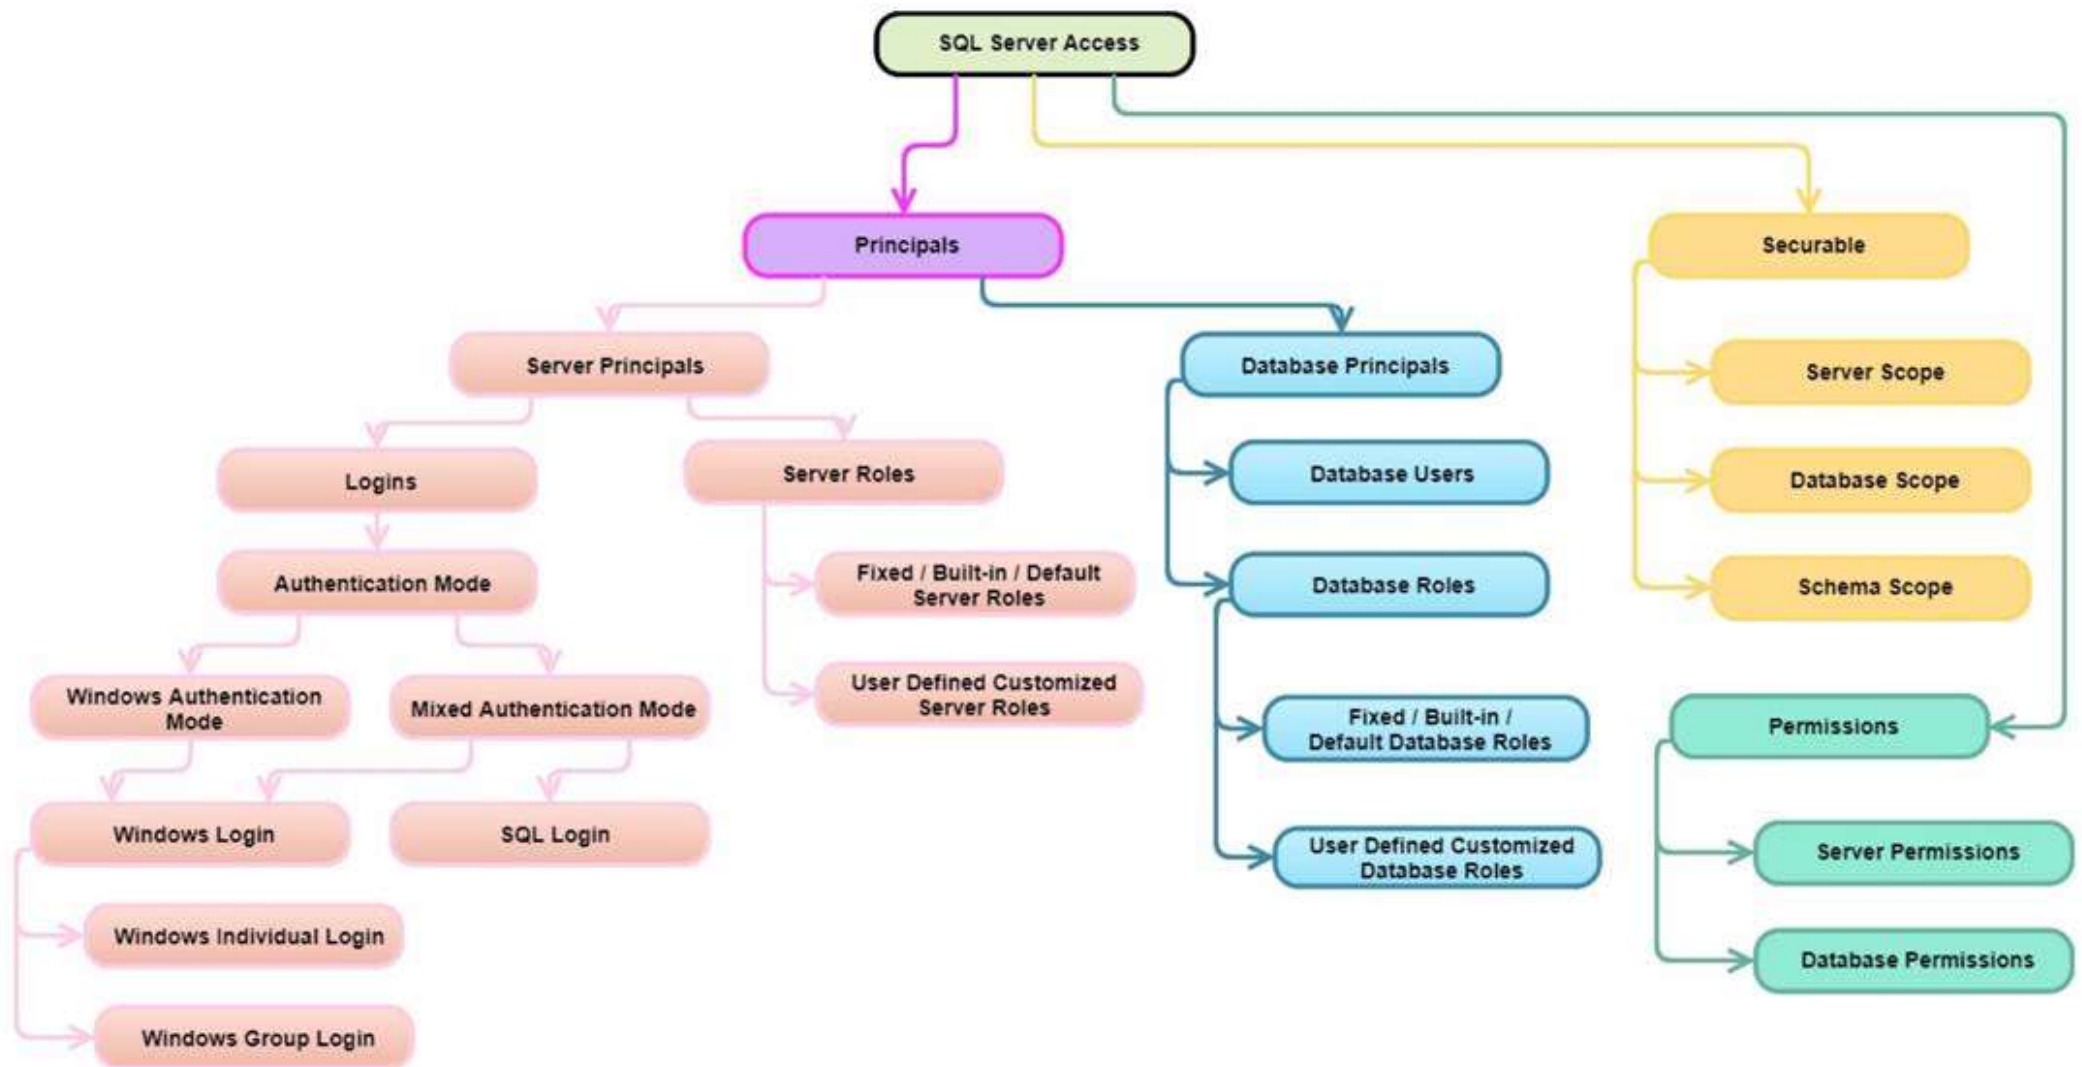 SQL Server Access
Principals
Securable
Server Principals
Database Principals
Server Scope
Logins
Server Roles
Database Users
Database Scope
Authentication Mode
Fixed / Built-in / Default
Server Roles
Database Roles
Schema Scope
Windows Authentication
Mode
Mixed Authentication Mode
User Defined Customized
Server Roles
Fixed / Built-in /
Default Database Roles
Permissions
Windows Login
SQL Login
User Defined Customized
Database Roles
Server Permissions
Windows Individual Login
Database Permissions
Windows Group Login